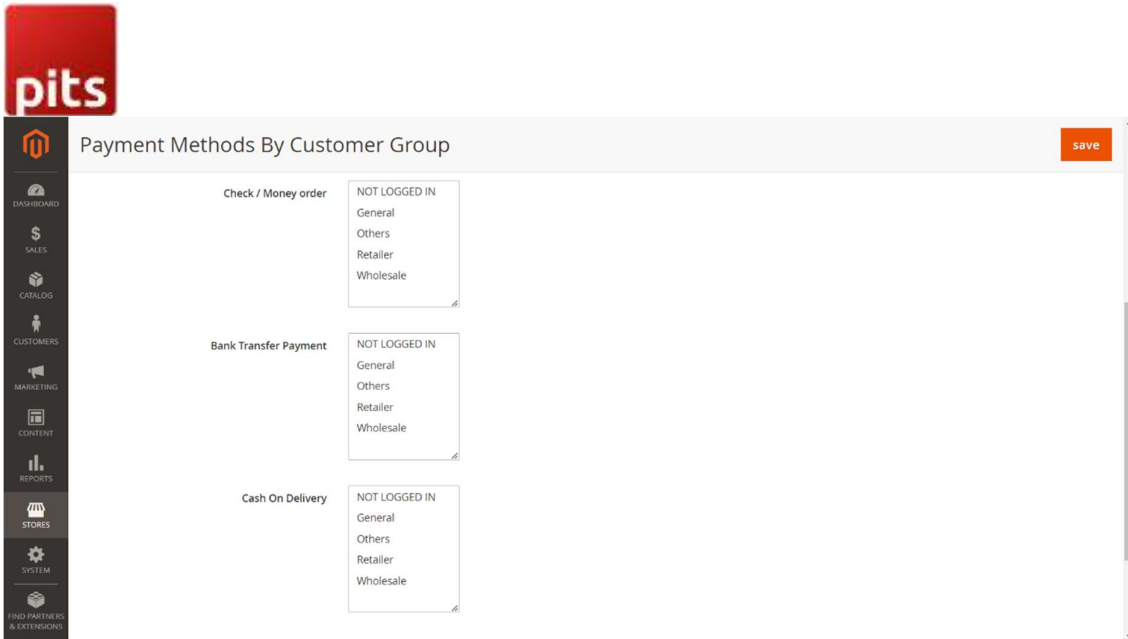 pits
Payment Methods By Customer Group
save
DASHBOARD
SALES
CATALOG
CUSTOMERS
MARKETING
CONTENT
REPORTS
STORES
SYSTEM
FIND PARTNERS
& EXTENSIONS
Check / Money order
NOT LOGGED IN
General
Others
Retailer
Wholesale
Bank Transfer Payment
NOT LOGGED IN
General
Others
Retailer
Wholesale
Cash On Delivery
NOT LOGGED IN
General
Others
Retailer
Wholesale